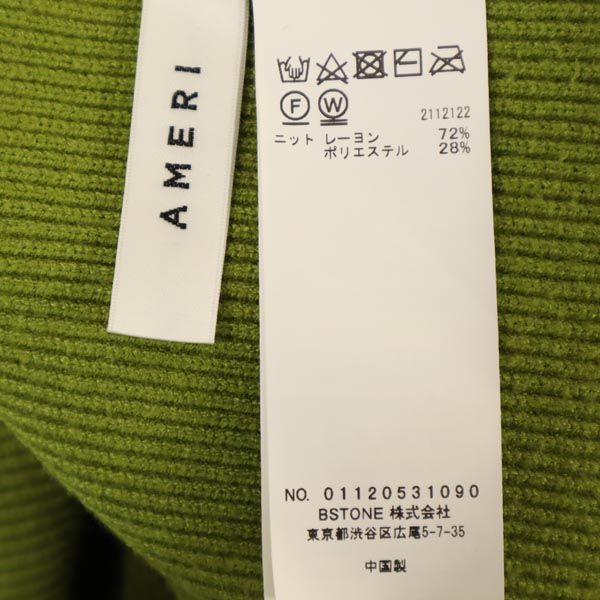 AMERI
F W
2112122
ニット レーヨン 72%
ポリエステル 28%
NO. 01120531090
BSTONE 株式会社
東京都渋谷区広尾5-7-35
中国製